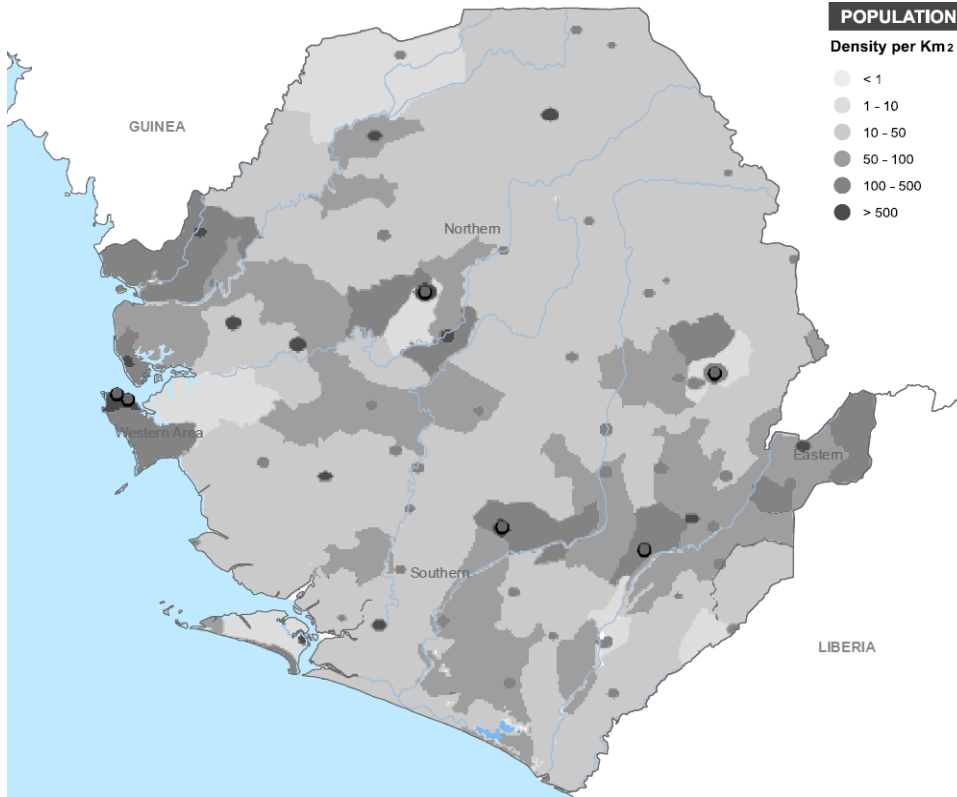 POPULATION
Density per Km2
< 1
1 - 10
10 - 50
50 - 100
100 - 500
> 500
GUINEA
Northern
Western Area
Eastern
Southern
LIBERIA